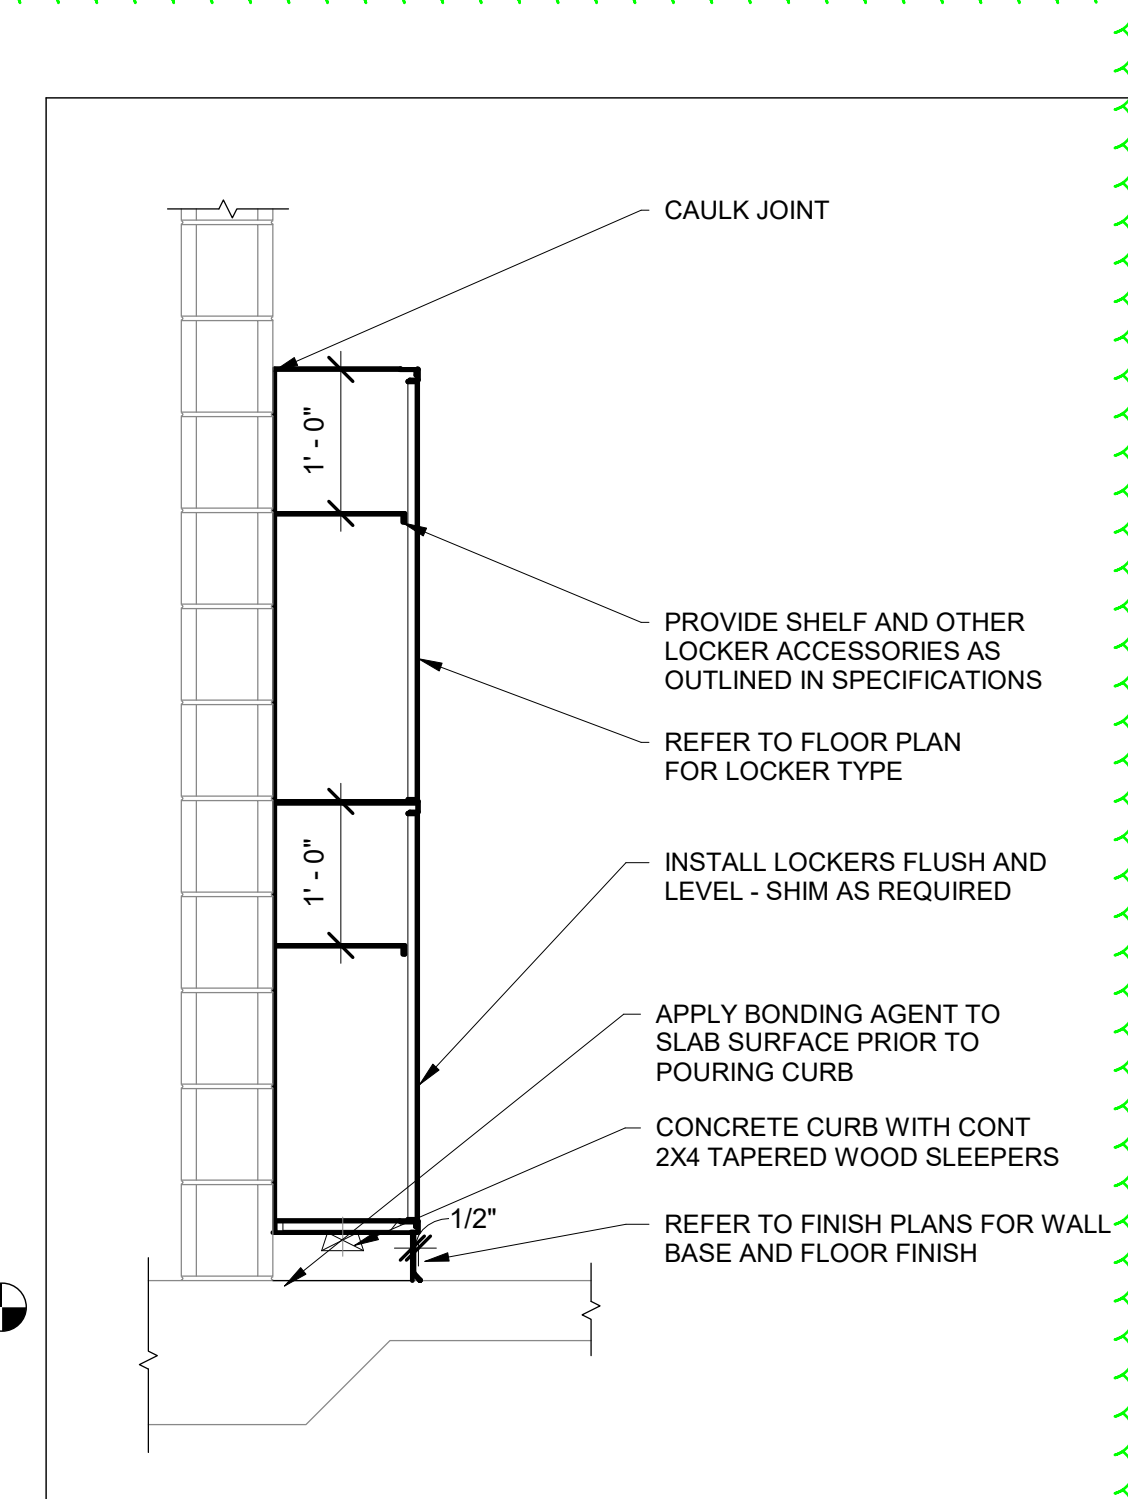 CAULK JOINT
1' - 0"
PROVIDE SHELF AND OTHER
LOCKER ACCESSORIES AS
OUTLINED IN SPECIFICATIONS
REFER TO FLOOR PLAN
FOR LOCKER TYPE
1' - 0"
INSTALL LOCKERS FLUSH AND
LEVEL - SHIM AS REQUIRED
APPLY BONDING AGENT TO
SLAB SURFACE PRIOR TO
POURING CURB
CONCRETE CURB WITH CONT
2X4 TAPERED WOOD SLEEPERS
1/2"
REFER TO FINISH PLANS FOR WALL
BASE AND FLOOR FINISH